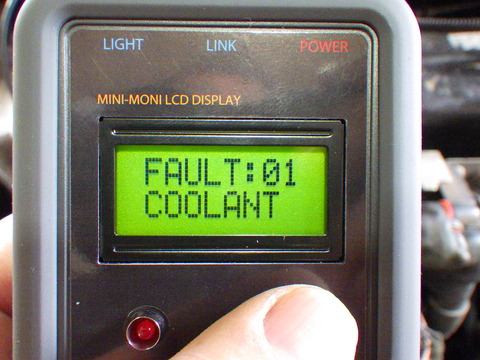 LIGHT LINK POWER
MINI-MONI LCD DISPLAY
FAULT:01
COOLANT